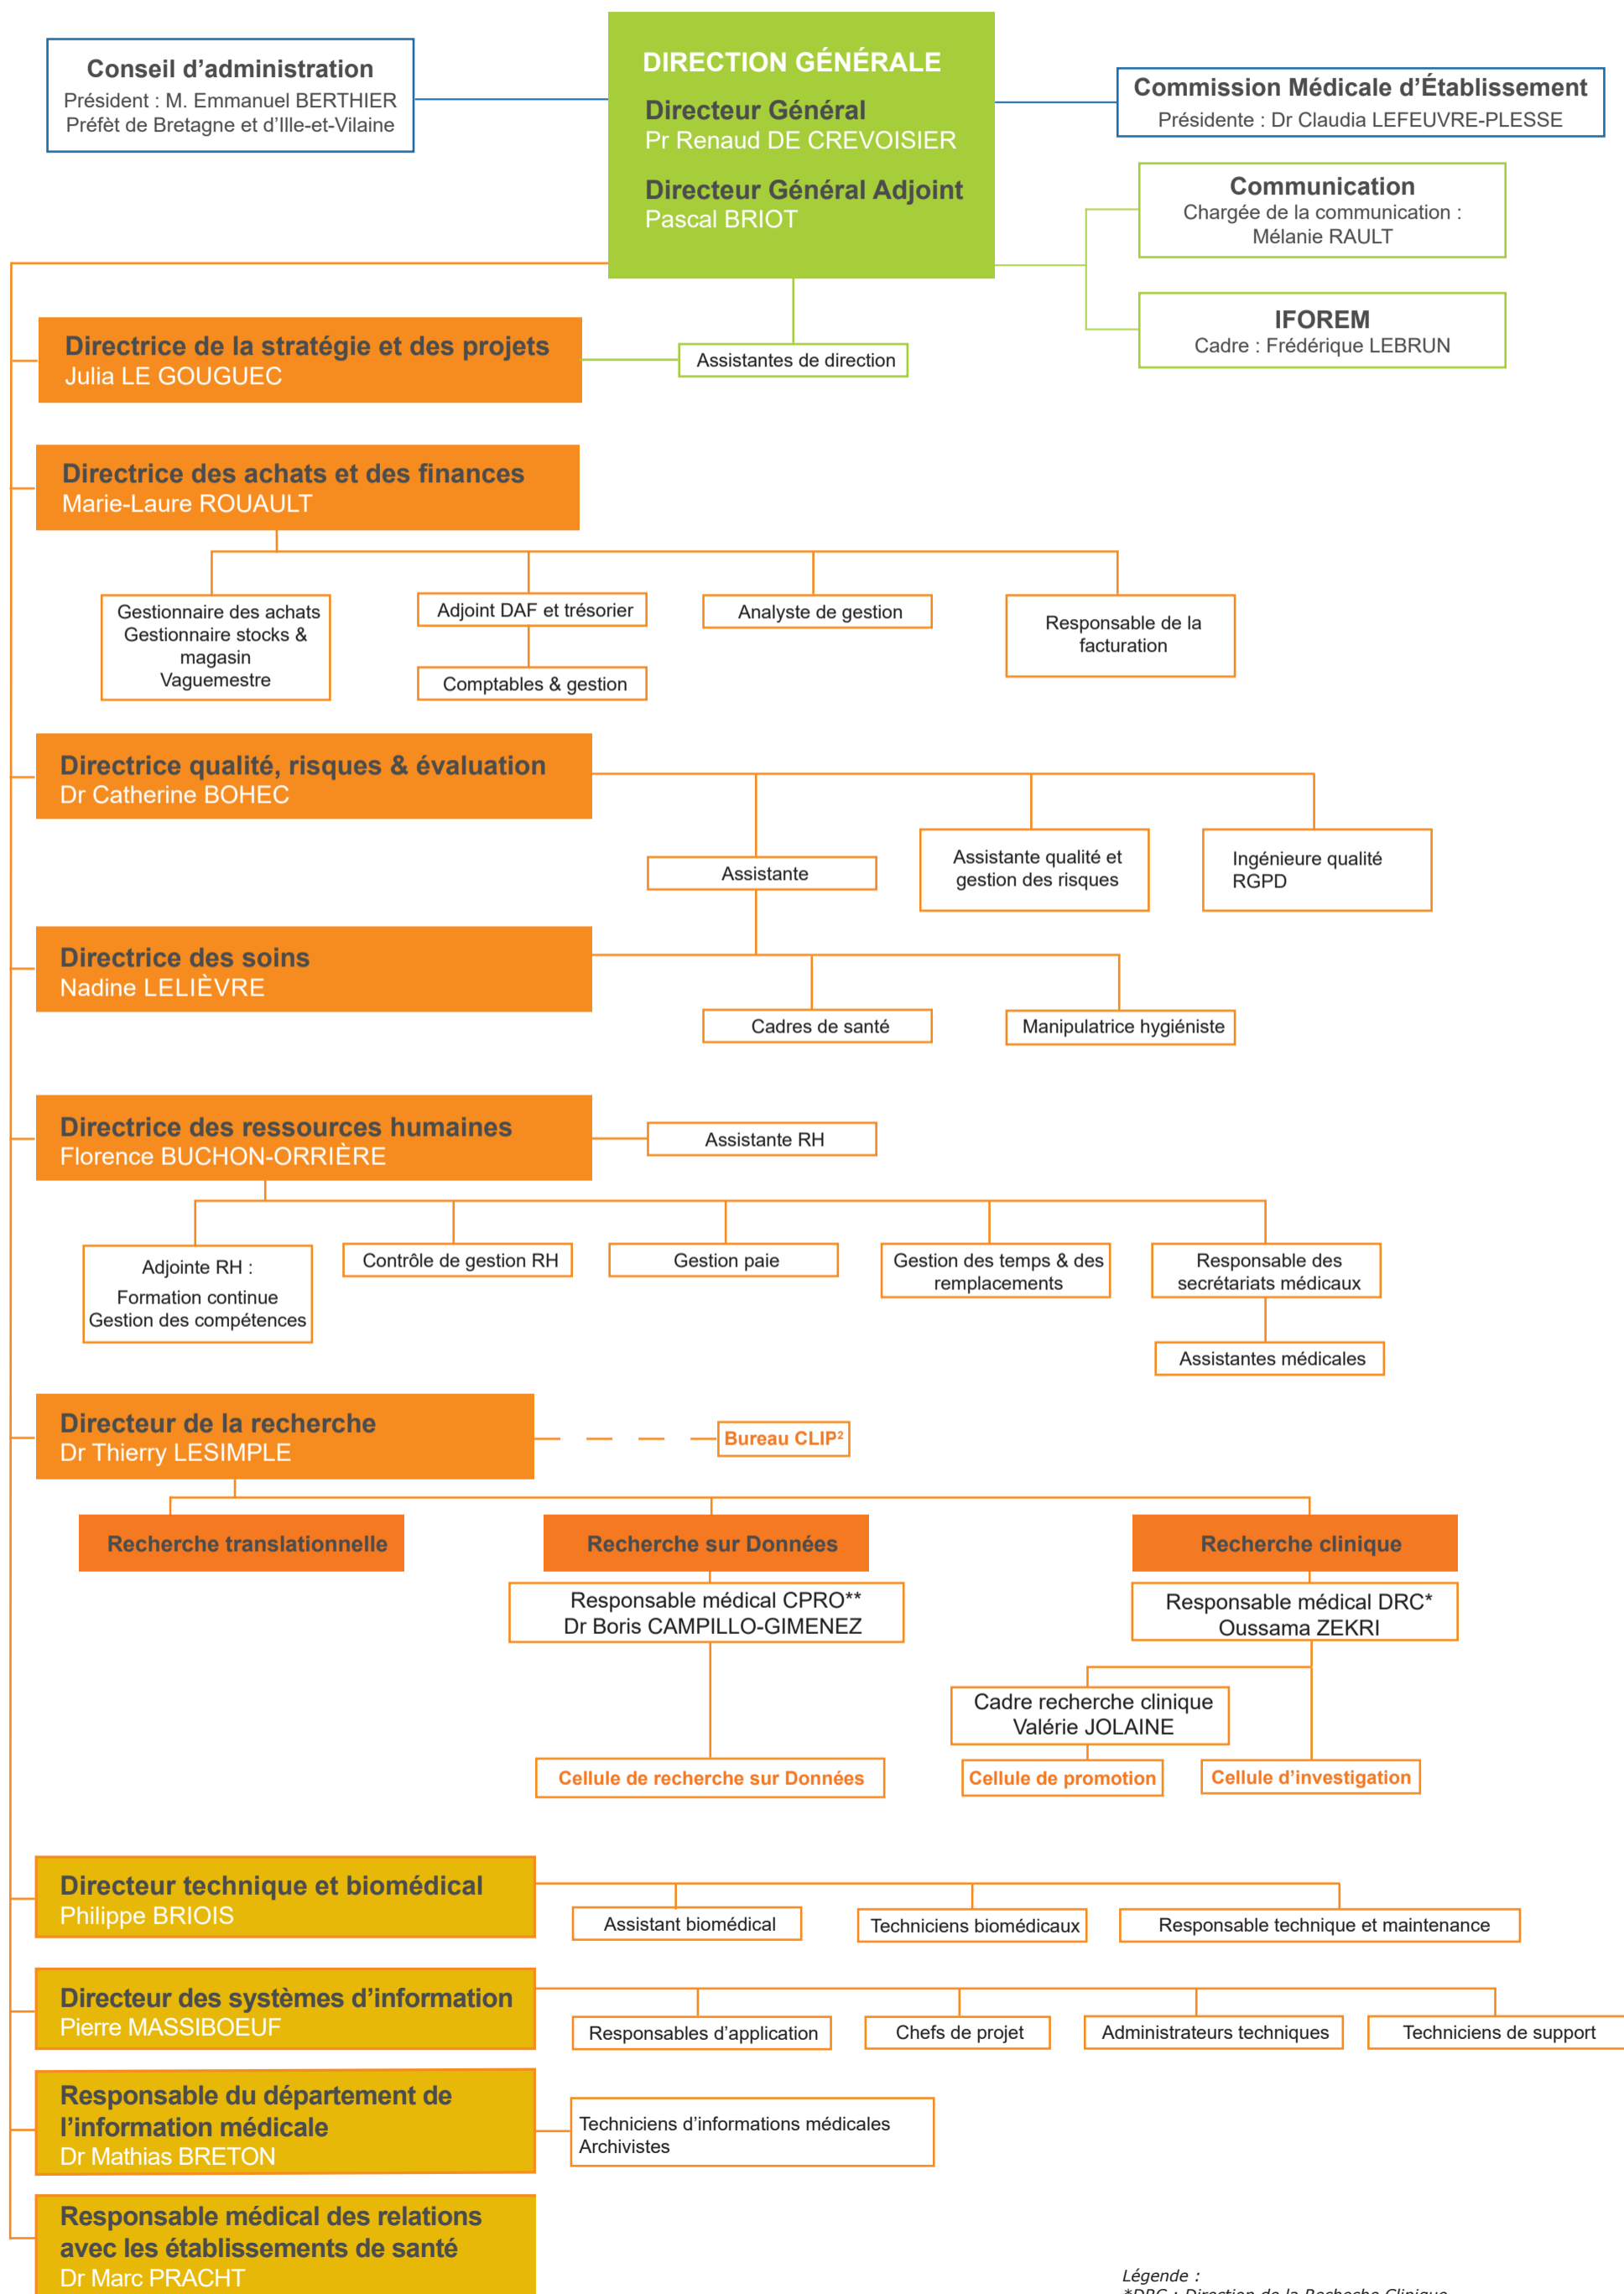 Conseil d’administration
Président : M. Emmanuel BERTHIER
Préfèt de Bretagne et d’Ille-et-Vilaine
DIRECTION GÉNÉRALE
Directeur Général
Pr Renaud DE CREVOISIER
Directeur Général Adjoint
Pascal BRIOT
Commission Médicale d’Établissement
Présidente : Dr Claudia LEFEUVRE-PLESSE
Communication
Chargée de la communication :
Mélanie RAULT
IFOREM
Cadre : Frédérique LEBRUN
Directrice de la stratégie et des projets
Julia LE GOUGUEC
Assistantes de direction
Directrice des achats et des finances
Marie-Laure ROUAULT
Gestionnaire des achats
Gestionnaire stocks &
magasin
Vaguemestre
Adjoint DAF et trésorier
Comptables & gestion
Analyste de gestion
Responsable de la
facturation
Directrice qualité, risques & évaluation
Dr Catherine BOHEC
Assistante
Assistante qualité et
gestion des risques
Ingénieure qualité
RGPD
Directrice des soins
Nadine LELIÈVRE
Cadres de santé
Manipulatrice hygiéniste
Directrice des ressources humaines
Florence BUCHON-ORRIÈRE
Assistante RH
Adjointe RH :
Formation continue
Gestion des compétences
Contrôle de gestion RH
Gestion paie
Gestion des temps & des
remplacements
Responsable des
secrétariats médicaux
Assistantes médicales
Directeur de la recherche
Dr Thierry LESIMPLE
Bureau CLIP²
Recherche translationnelle
Recherche sur Données
Responsable médical CPRO**
Dr Boris CAMPILLO-GIMENEZ
Cellule de recherche sur Données
Recherche clinique
Responsable médical DRC*
Oussama ZEKRI
Cadre recherche clinique
Valérie JOLAINE
Cellule de promotion
Cellule d’investigation
Directeur technique et biomédical
Philippe BRIOIS
Assistant biomédical
Techniciens biomédicaux
Responsable technique et maintenance
Directeur des systèmes d’information
Pierre MASSIBOEUF
Responsables d’application
Chefs de projet
Administrateurs techniques
Techniciens de support
Responsable du département de
l’information médicale
Dr Mathias BRETON
Techniciens d’informations médicales
Archivistes
Responsable médical des relations
avec les établissements de santé
Dr Marc PRACHT
Légende :
*DRC : Direction de la Recheche Clinique